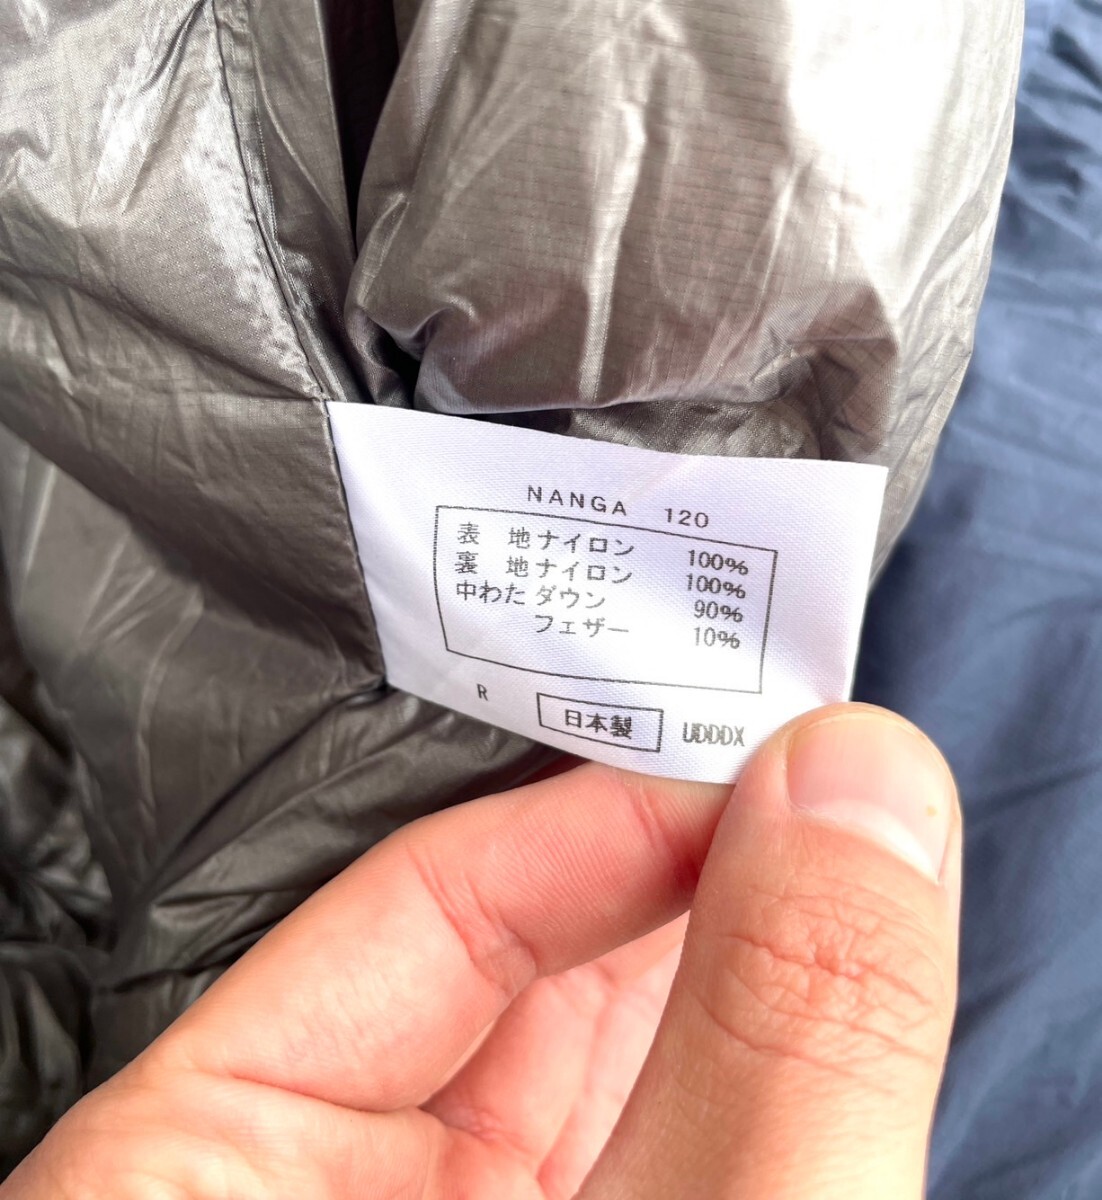 NANGA 120
表 地 ナイロン 100%
裏 地 ナイロン 100%
中わた ダウン 90%
フェザー 10%
R 日本製 UDDDX